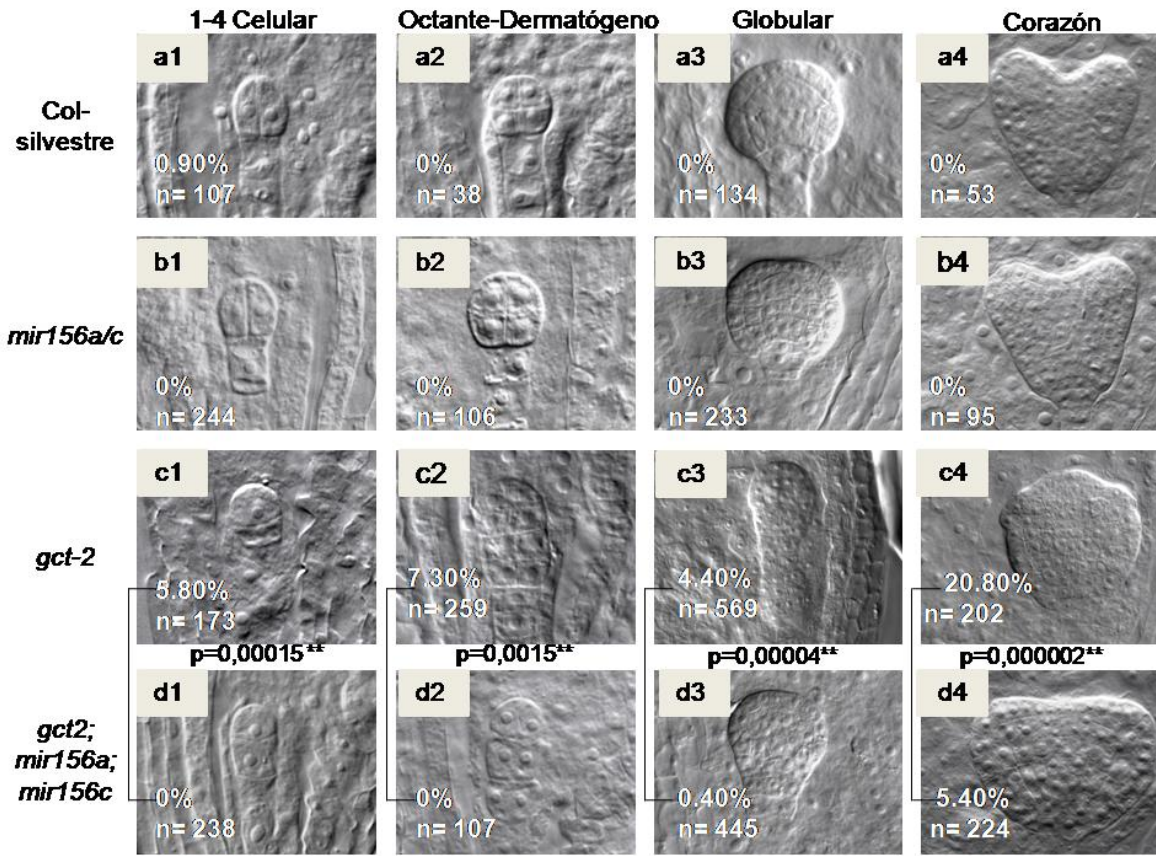 1-4 Celular
Octante-Dermatógeno
Globular
Corazón
Col-
silvestre
a1
0.90%
n= 107
a2
0%
n= 38
a3
0%
n= 134
a4
0%
n= 53
mir156a/c
b1
0%
n= 244
b2
0%
n= 106
b3
0%
n= 233
b4
0%
n= 95
gct-2
c1
5.80%
n= 173
c2
7.30%
n= 259
c3
4.40%
n= 569
c4
20.80%
n= 202
p=0,00015**
p=0,0015**
p=0,00004**
p=0,000002**
gct2;
mir156a;
mir156c
d1
0%
n= 238
d2
0%
n= 107
d3
0.40%
n= 445
d4
5.40%
n= 224